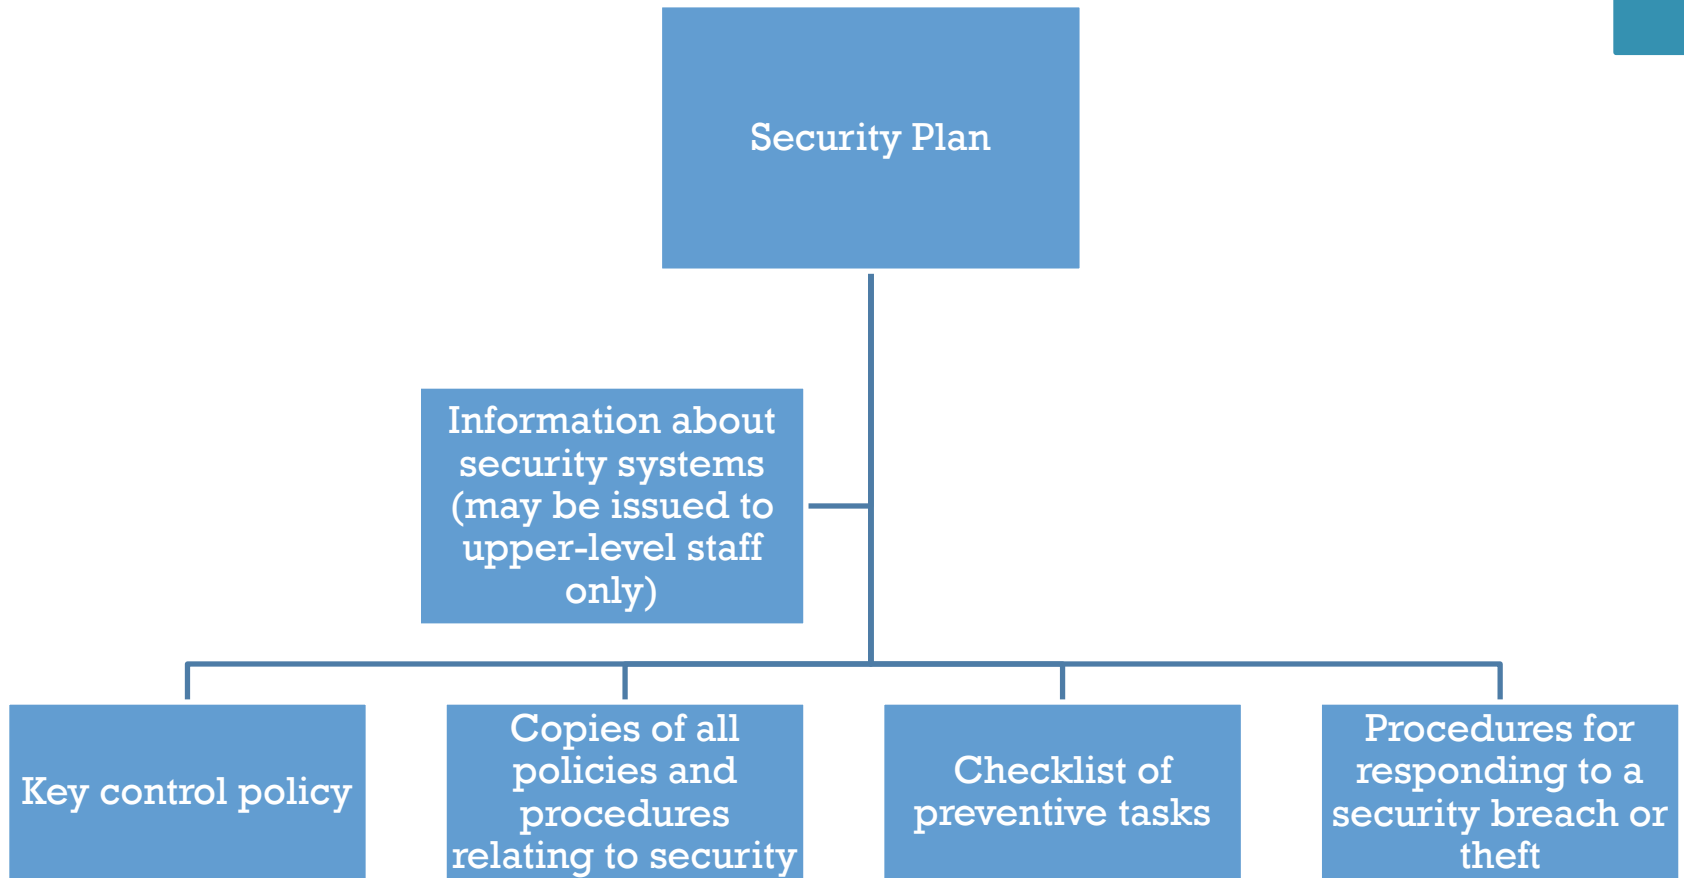 Security Plan
Information about
security systems
(may be issued to
upper-level staff
only)
Key control policy
Copies of all
policies and
procedures
relating to security
Checklist of
preventive tasks
Procedures for
responding to a
security breach or
theft